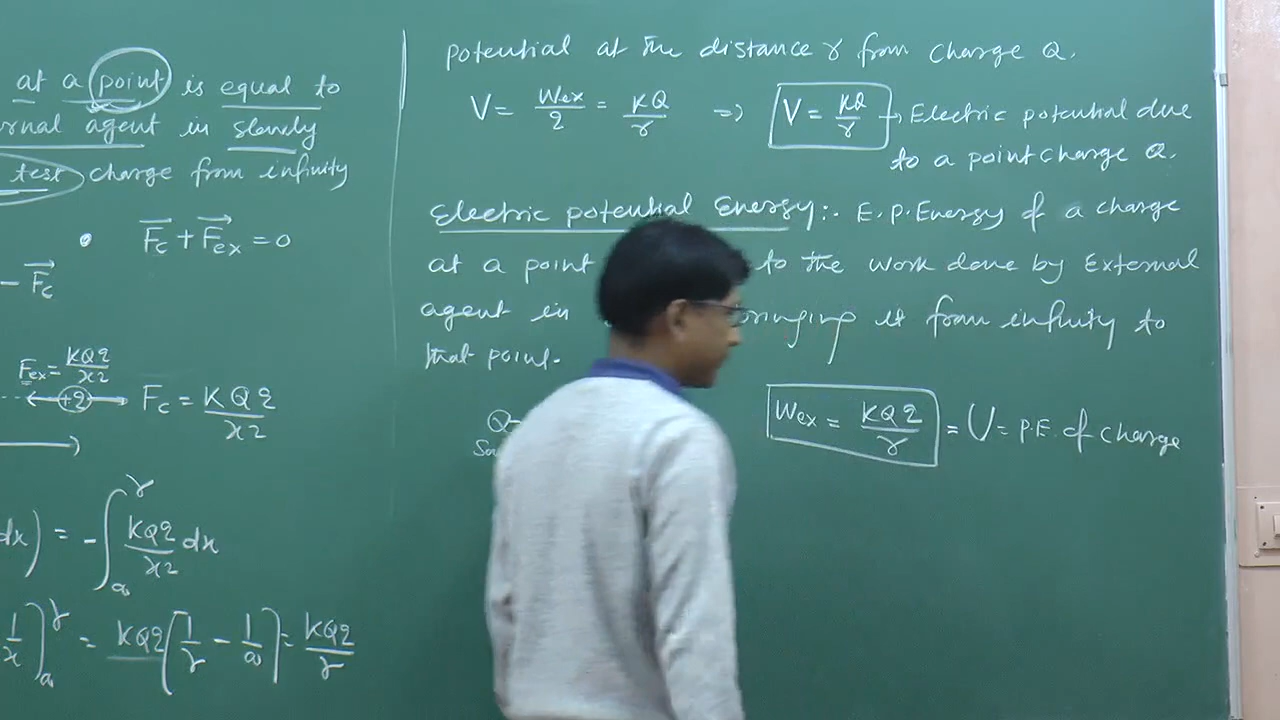 at a point is equal to
rnal agent in slowly
test charge from infinity
Fc + Fex = 0
- Fc
Fex = KQq/x2
+q Fc = KQq/x2
dx) = - ∫∞^r KQq/x2 dx
1/x]∞^r = KQq [1/r - 1/∞] = KQq/r
potential at the distance r from charge Q.
V = Wex/q = KQ/r => V = KQ/r → Electric potential due
to a point charge Q.
Electric potential Energy:. E.P.Energy of a charge
at a point to the work done by External
agent in bringing it from infinity to
that point.
Q
Wex = KQq/r = U = P.E. of charge